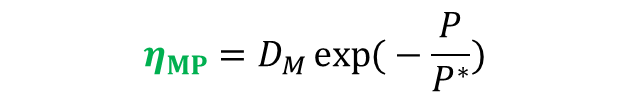 η_MP = D_M exp( − P/P* )